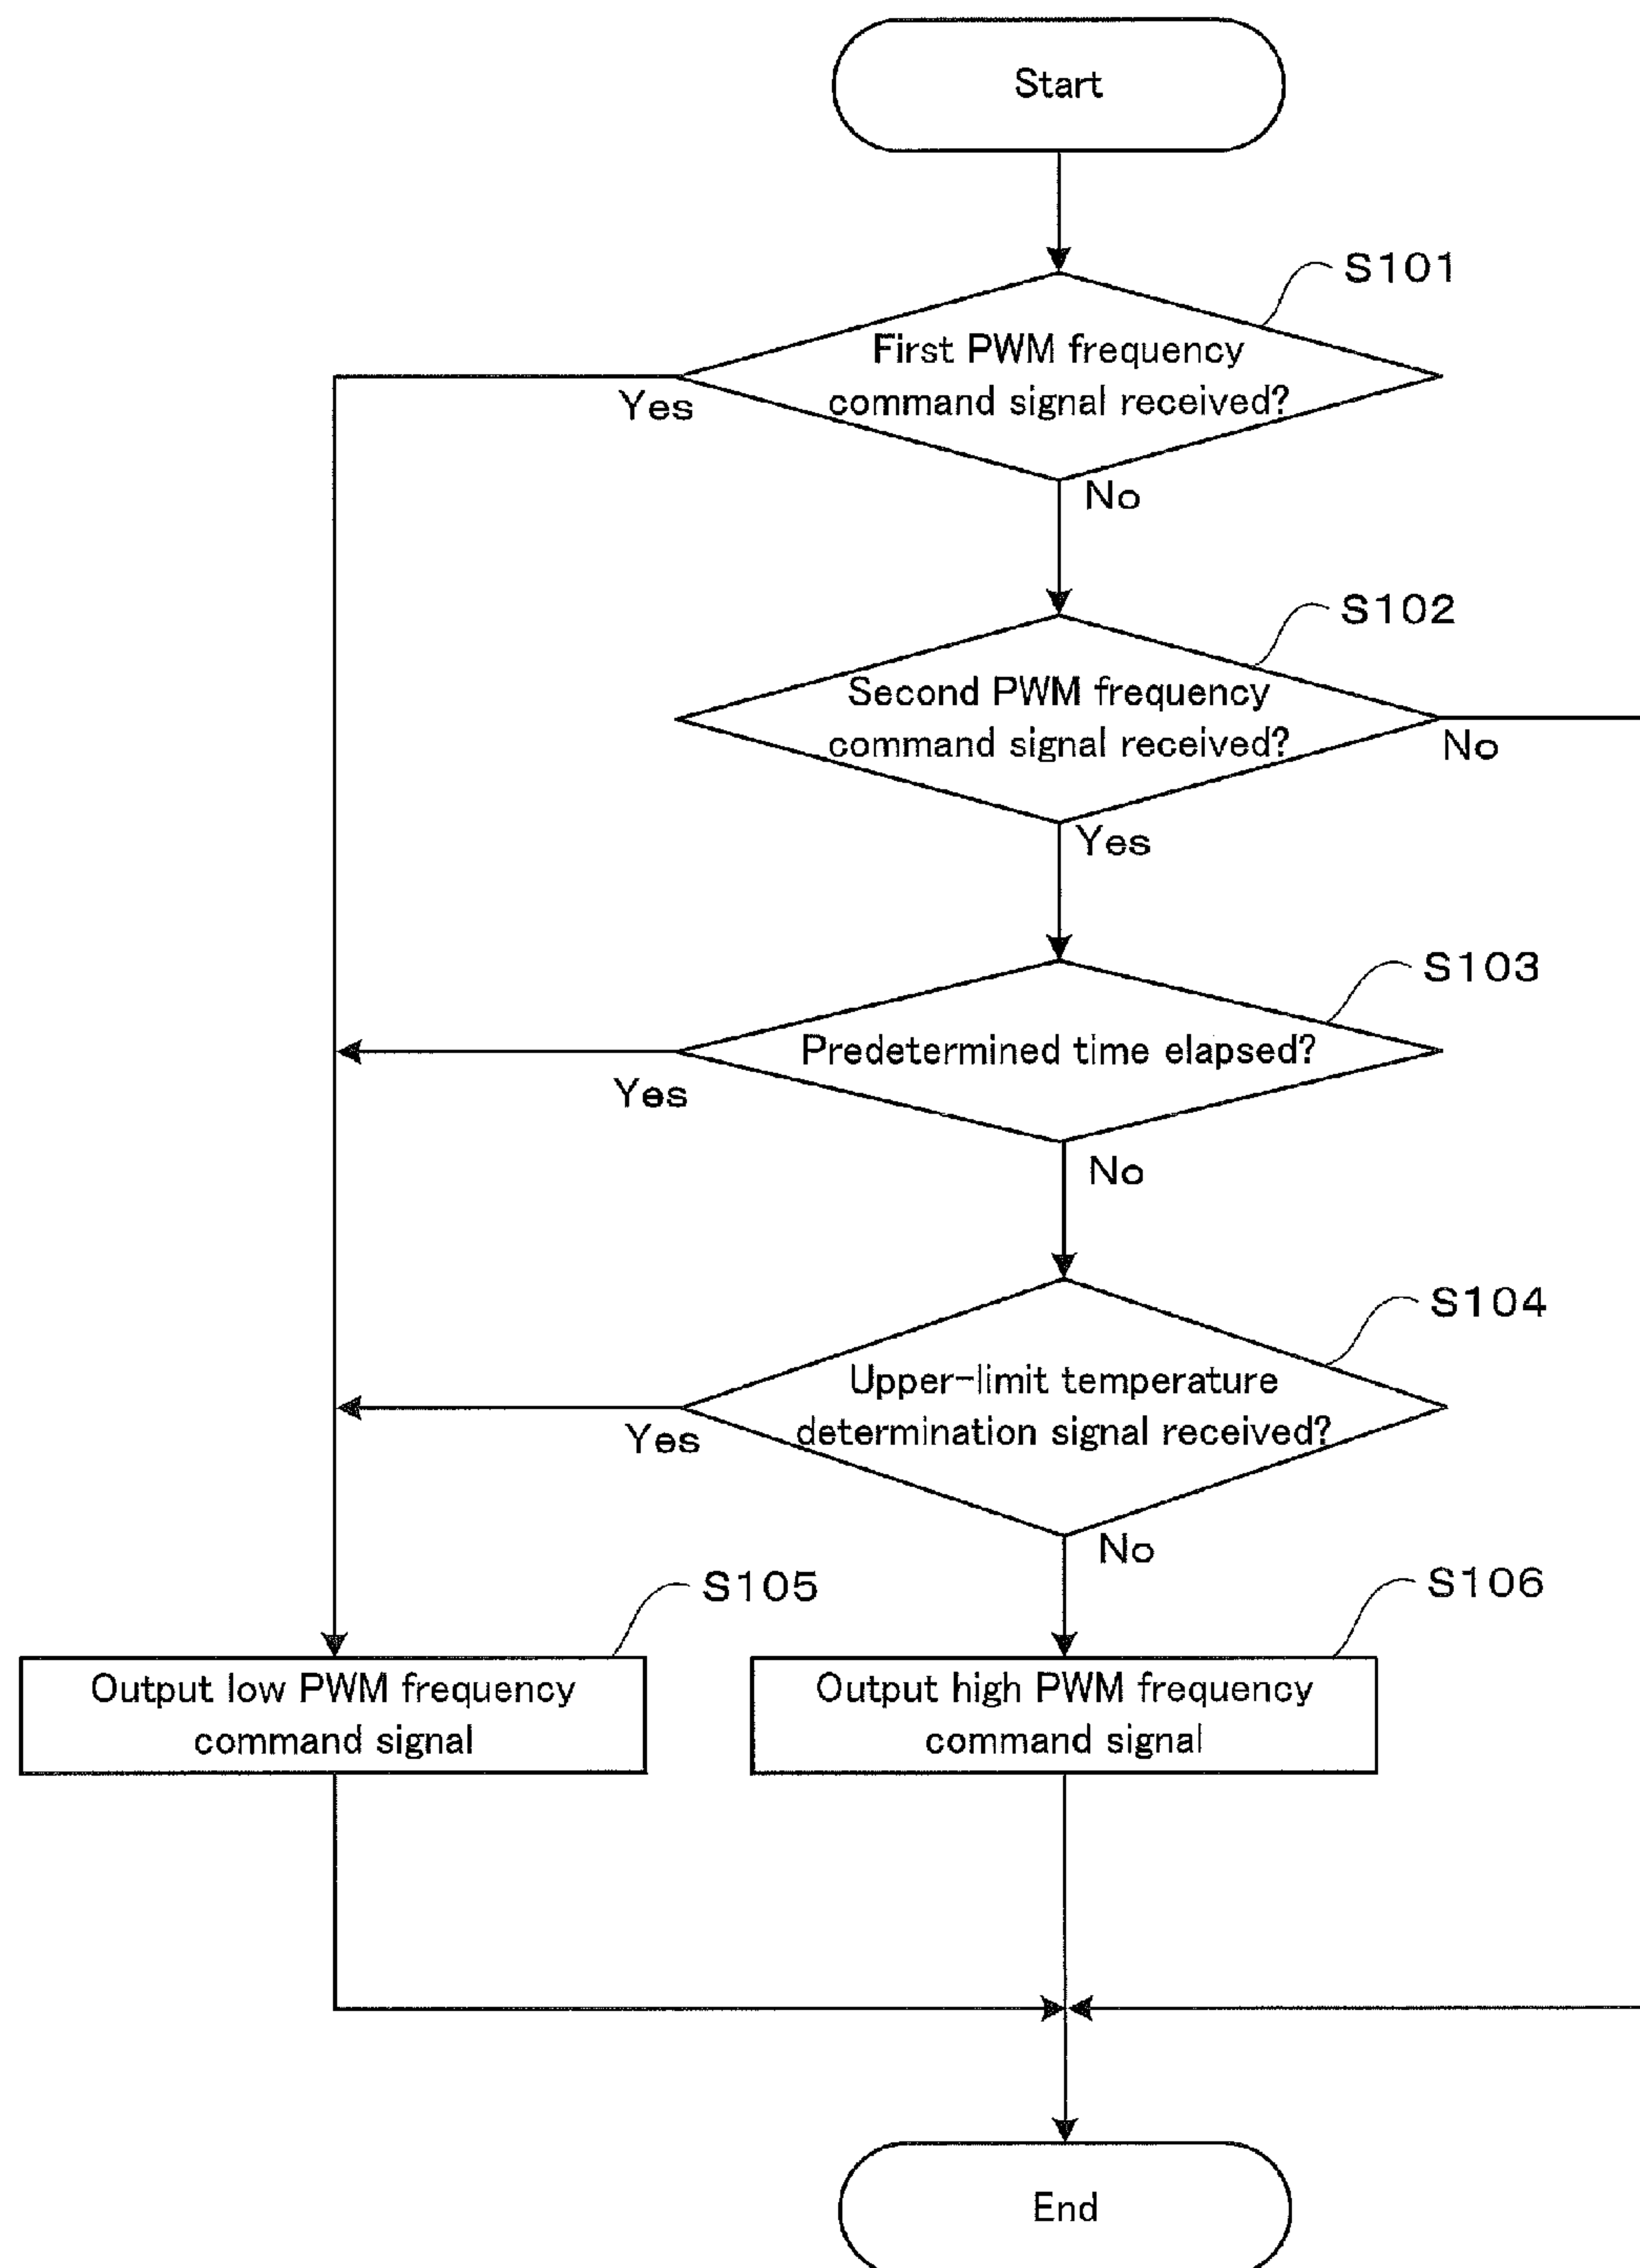 Start
S101
First PWM frequency
command signal received?
Yes
No
S102
Second PWM frequency
command signal received?
No
Yes
S103
Predetermined time elapsed?
Yes
No
S104
Upper-limit temperature
determination signal received?
Yes
No
S105
S106
Output low PWM frequency
command signal
Output high PWM frequency
command signal
End